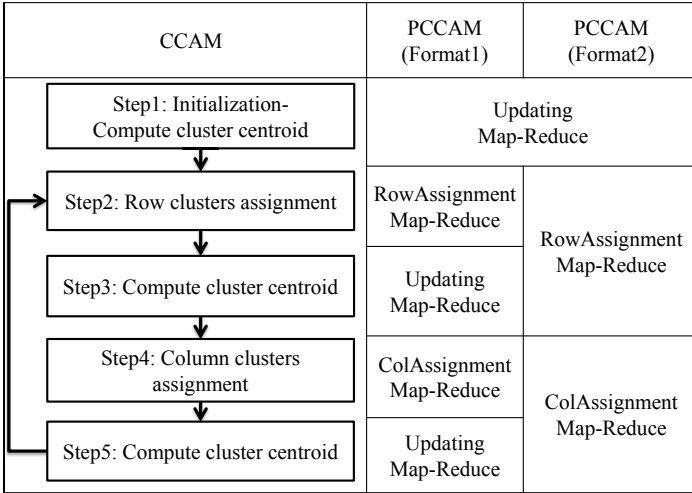 CCAM
PCCAM
(Format1)
PCCAM
(Format2)
Step1: Initialization-
Compute cluster centroid
Updating
Map-Reduce
Step2: Row clusters assignment
RowAssignment
Map-Reduce
RowAssignment
Map-Reduce
Step3: Compute cluster centroid
Updating
Map-Reduce
Step4: Column clusters
assignment
ColAssignment
Map-Reduce
ColAssignment
Map-Reduce
Step5: Compute cluster centroid
Updating
Map-Reduce